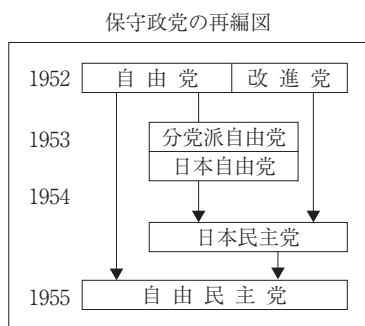 保守政党の再編図
1952 自由党 改進党
1953 分党派自由党
日本自由党
1954
日本民主党
1955 自由民主党